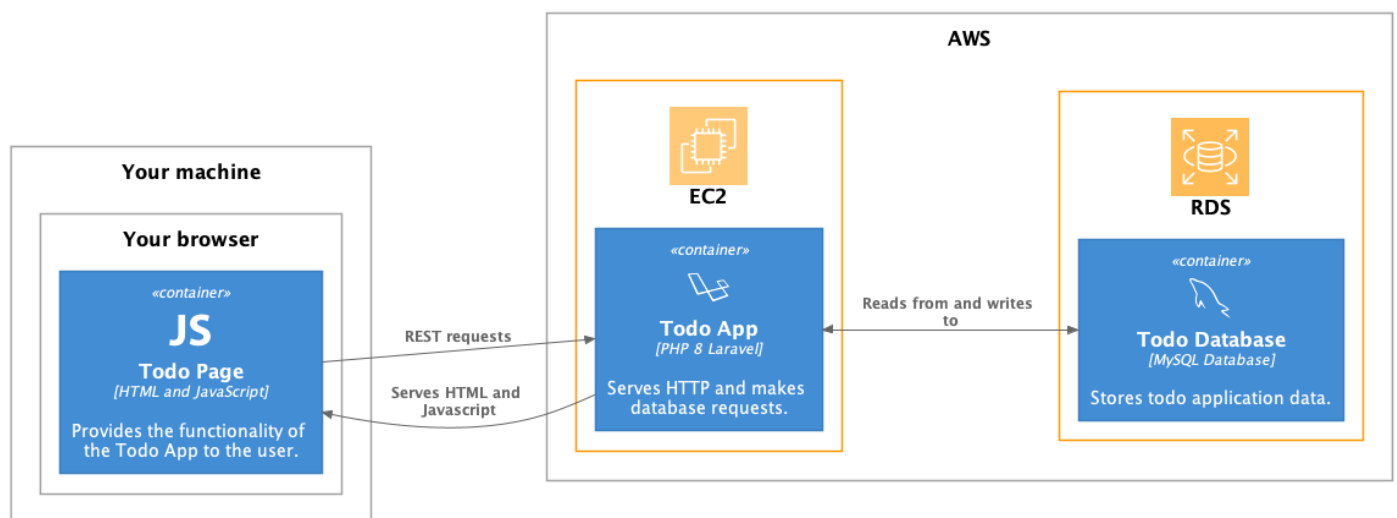 AWS
Your machine
Your browser
«container»
JS
Todo Page
[HTML and JavaScript]
Provides the functionality of
the Todo App to the user.
REST requests
Serves HTML and
Javascript
EC2
«container»
Todo App
[PHP 8 Laravel]
Serves HTTP and makes
database requests.
Reads from and writes
to
RDS
«container»
Todo Database
[MySQL Database]
Stores todo application data.